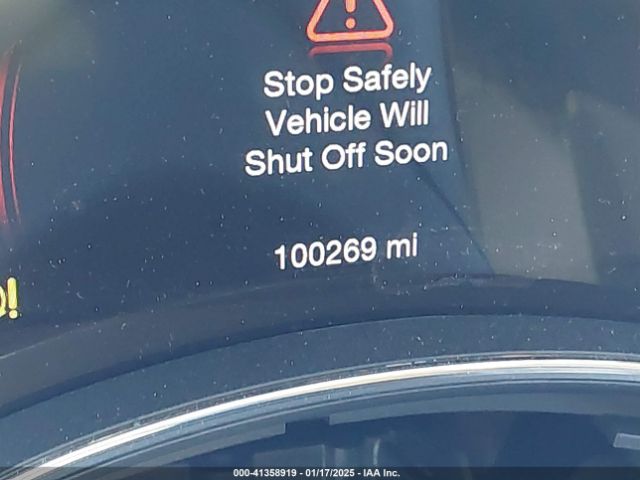 Stop Safely
Vehicle Will
Shut Off Soon
100269 mi
000-41358919 - 01/17/2025 - IAA Inc.